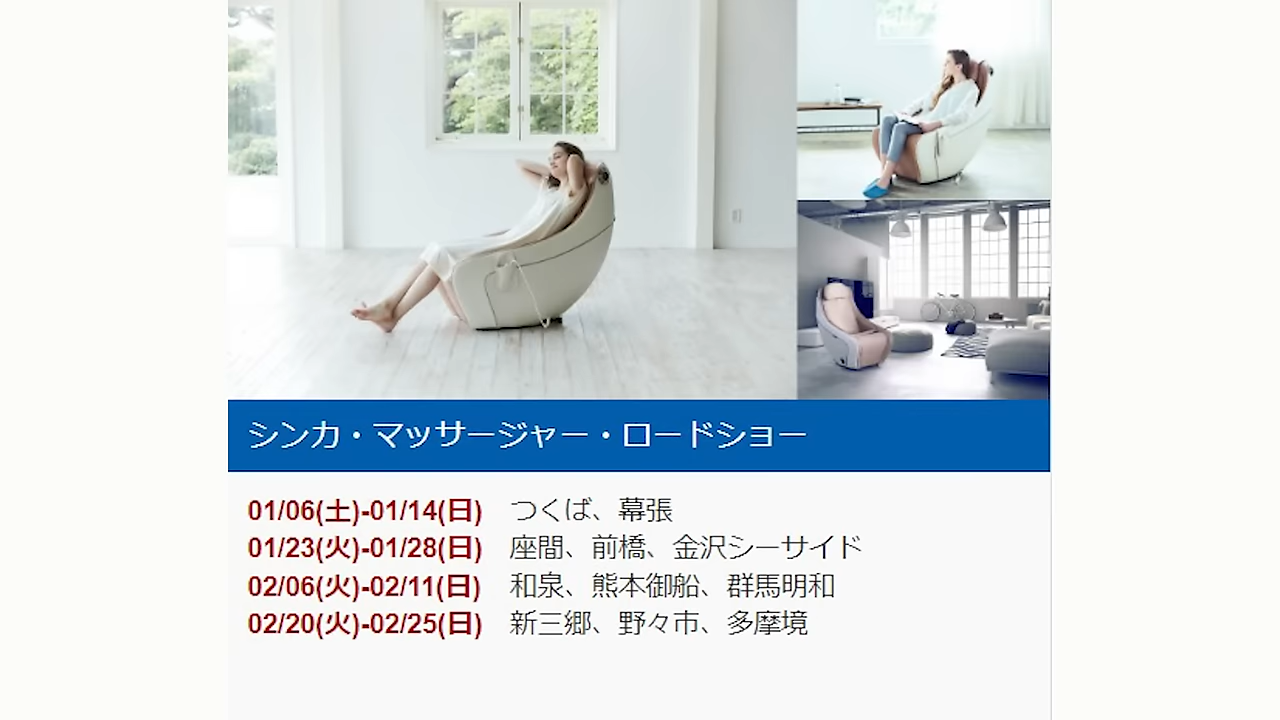 シンカ・マッサージャー・ロードショー
01/06(土)-01/14(日) つくば、幕張
01/23(火)-01/28(日) 座間、前橋、金沢シーサイド
02/06(火)-02/11(日) 和泉、熊本御船、群馬明和
02/20(火)-02/25(日) 新三郷、野々市、多摩境